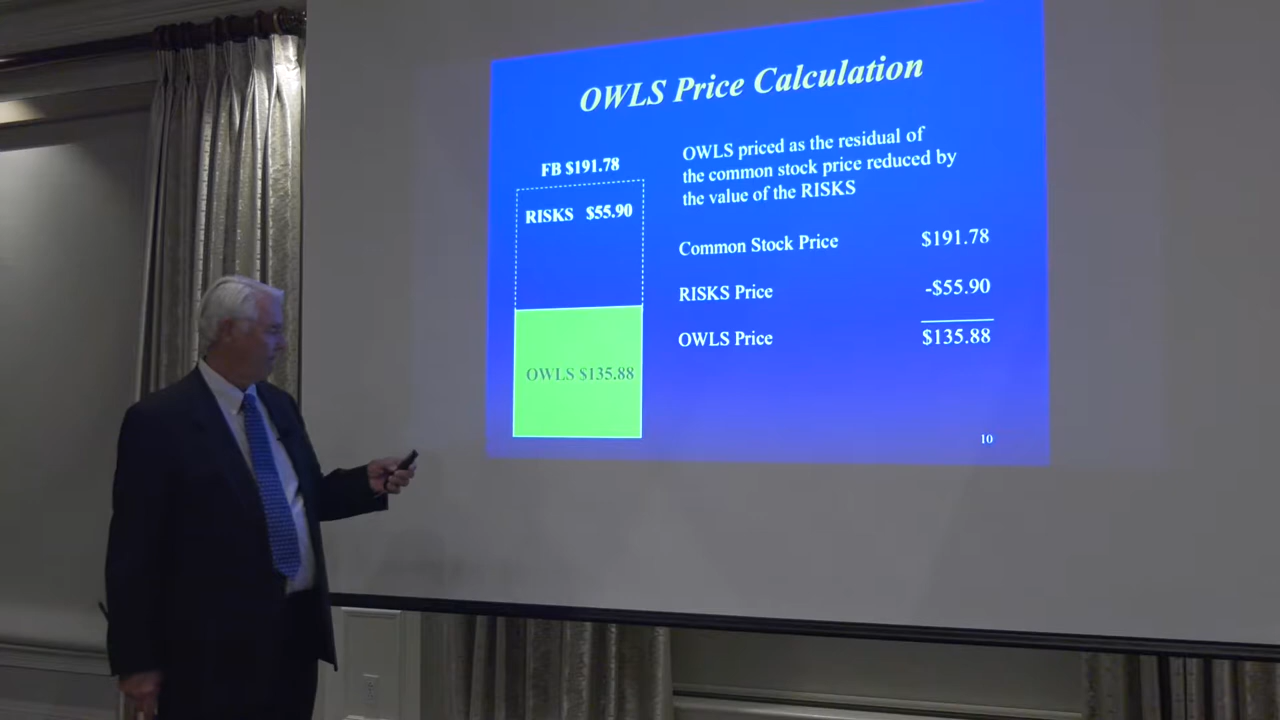 OWLS Price Calculation
FB $191.78
RISKS $55.90
OWLS $135.88
OWLS priced as the residual of
the common stock price reduced by
the value of the RISKS
Common Stock Price $191.78
RISKS Price -$55.90
OWLS Price $135.88
10